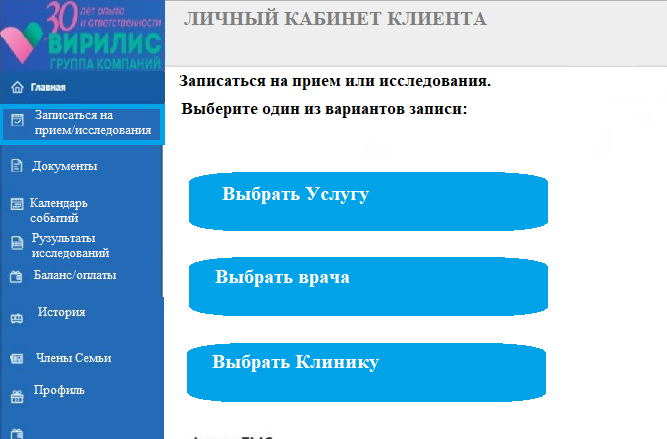 30 лет опыта
и ответственности
ВИРИЛИС
ГРУППА КОМПАНИЙ
ЛИЧНЫЙ КАБИНЕТ КЛИЕНТА
Главная
Записаться на
прием/исследования
Документы
Календарь
событий
Рузультаты
исследований
Баланс/оплаты
История
Члены Семьи
Профиль
Записаться на прием или исследования.
Выберите один из вариантов записи:
Выбрать Услугу
Выбрать врача
Выбрать Клинику